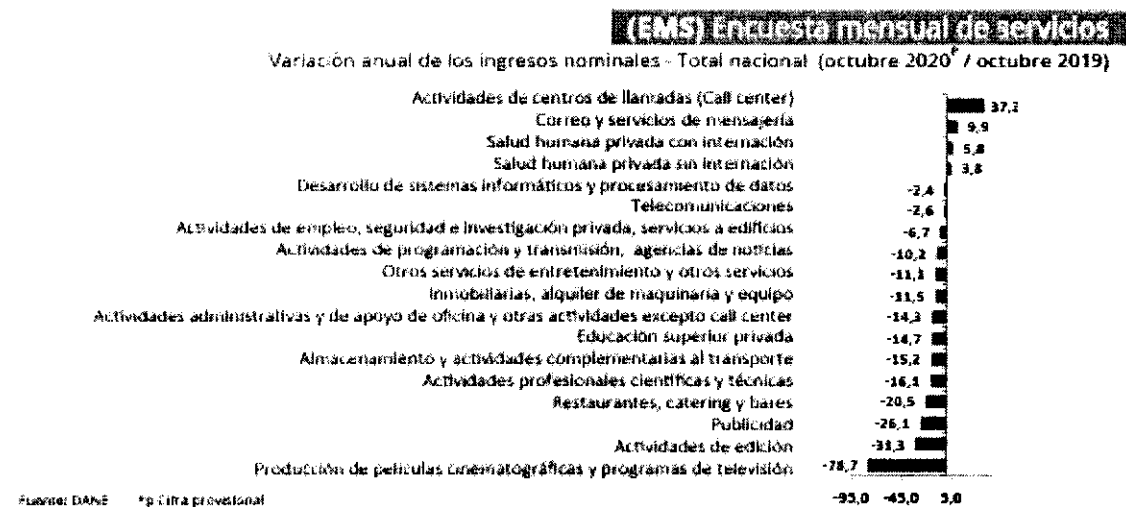 (EMS) Encuesta mensual de servicios
Variación anual de los ingresos nominales - Total nacional (octubre 2020p / octubre 2019)
Actividades de centros de llamadas (Call center) 37,2
Correo y servicios de mensajería 9,9
Salud humana privada con internación 5,8
Salud humana privada sin internación 3,8
Desarrollo de sistemas informáticos y procesamiento de datos -2,4
Telecomunicaciones -2,6
Actividades de empleo, seguridad e investigación privada, servicios a edificios -6,7
Actividades de programación y transmisión, agencias de noticias -10,2
Otros servicios de entretenimiento y otros servicios -11,1
Inmobiliarias, alquiler de maquinaria y equipo -11,5
Actividades administrativas y de apoyo de oficina y otras actividades excepto call center -14,3
Educación superior privada -14,7
Almacenamiento y actividades complementarias al transporte -15,2
Actividades profesionales científicas y técnicas -16,1
Restaurantes, catering y bares -20,5
Publicidad -26,1
Actividades de edición -31,3
Producción de películas cinematográficas y programas de televisión -78,7
-95,0 -45,0 5,0
Fuente: DANE *p Cifra provisional